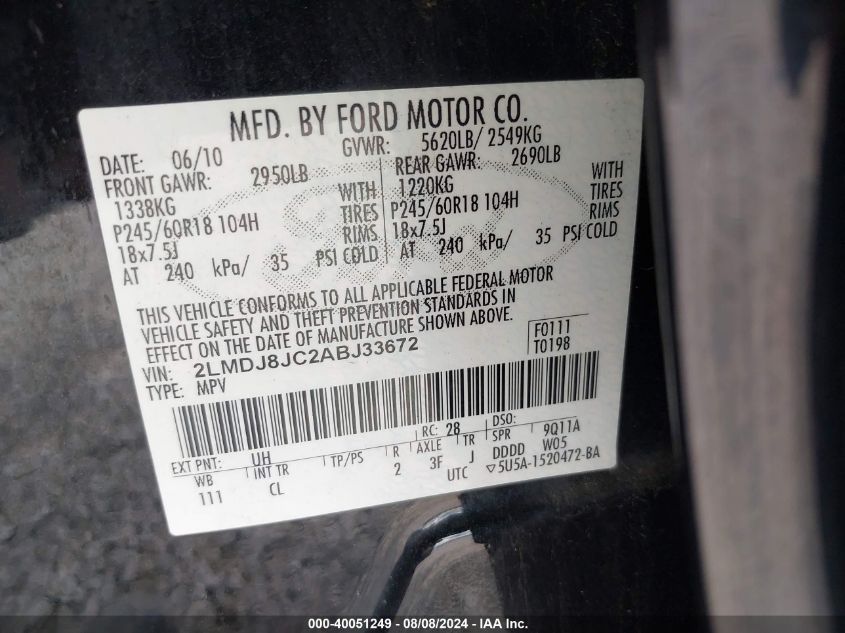 MFD. BY FORD MOTOR CO.
DATE: 06/10 GVWR: 5620LB/ 2549KG
FRONT GAWR: 2950LB REAR GAWR: 2690LB
1338KG WITH 1220KG WITH
P245/60R18 104H TIRES P245/60R18 104H TIRES
18x7.5J RIMS 18x7.5J RIMS
AT 240 kPa/ 35 PSI COLD AT 240 kPa/ 35 PSI COLD
THIS VEHICLE CONFORMS TO ALL APPLICABLE FEDERAL MOTOR
VEHICLE SAFETY AND THEFT PREVENTION STANDARDS IN
EFFECT ON THE DATE OF MANUFACTURE SHOWN ABOVE.
VIN: 2LMDJ8JC2ABJ33672 F0111
TYPE: MPV T0198
EXT PNT: UH RC: 28 DSO:
WB INT TR TP/PS R AXLE TR SPR 9Q11A
111 CL 2 3F J DDDD W05
UTC ▽5U5A-1520472-BA
000-40051249 - 08/08/2024 - IAA Inc.